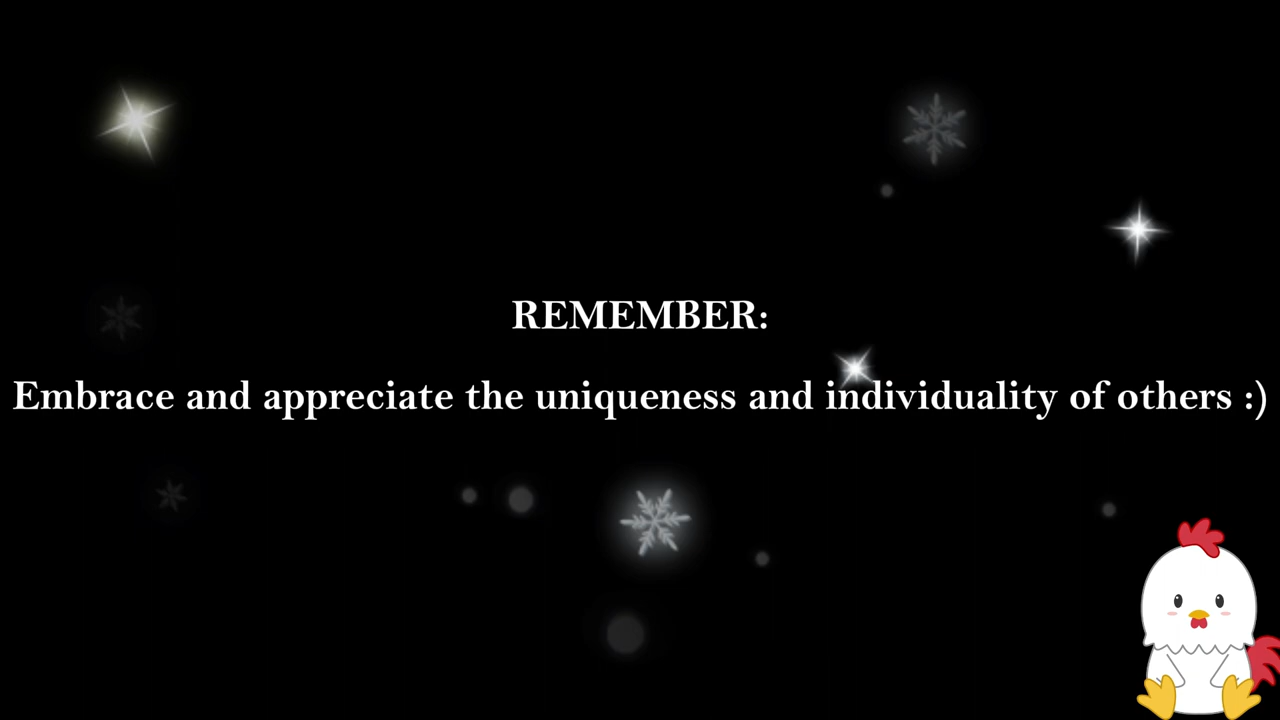 REMEMBER:
Embrace and appreciate the uniqueness and individuality of others :)